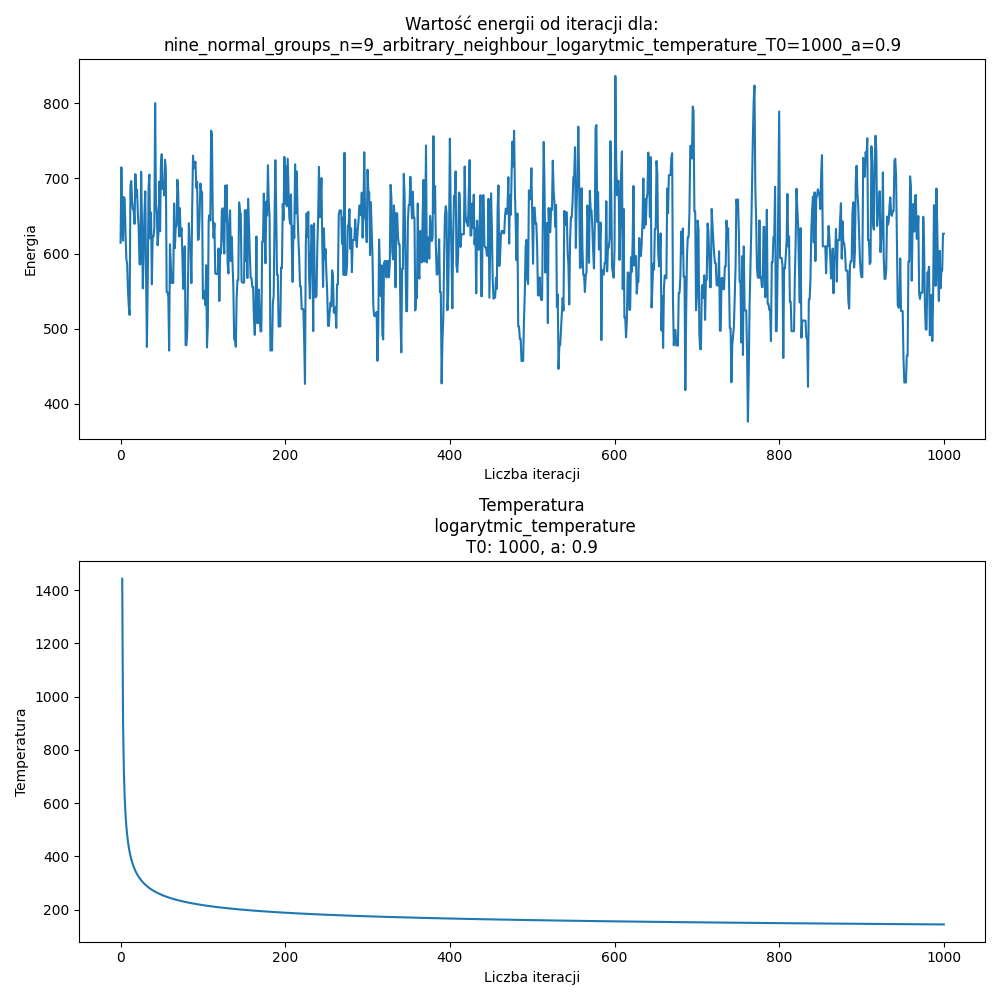 Wartość energii od iteracji dla:
nine_normal_groups_n=9_arbitrary_neighbour_logarytmic_temperature_T0=1000_a=0.9
800
700
600
500
400
Energia
0
200
400
600
800
1000
Liczba iteracji
Temperatura
logarytmic_temperature
T0: 1000, a: 0.9
1400
1200
1000
800
600
400
200
Temperatura
0
200
400
600
800
1000
Liczba iteracji